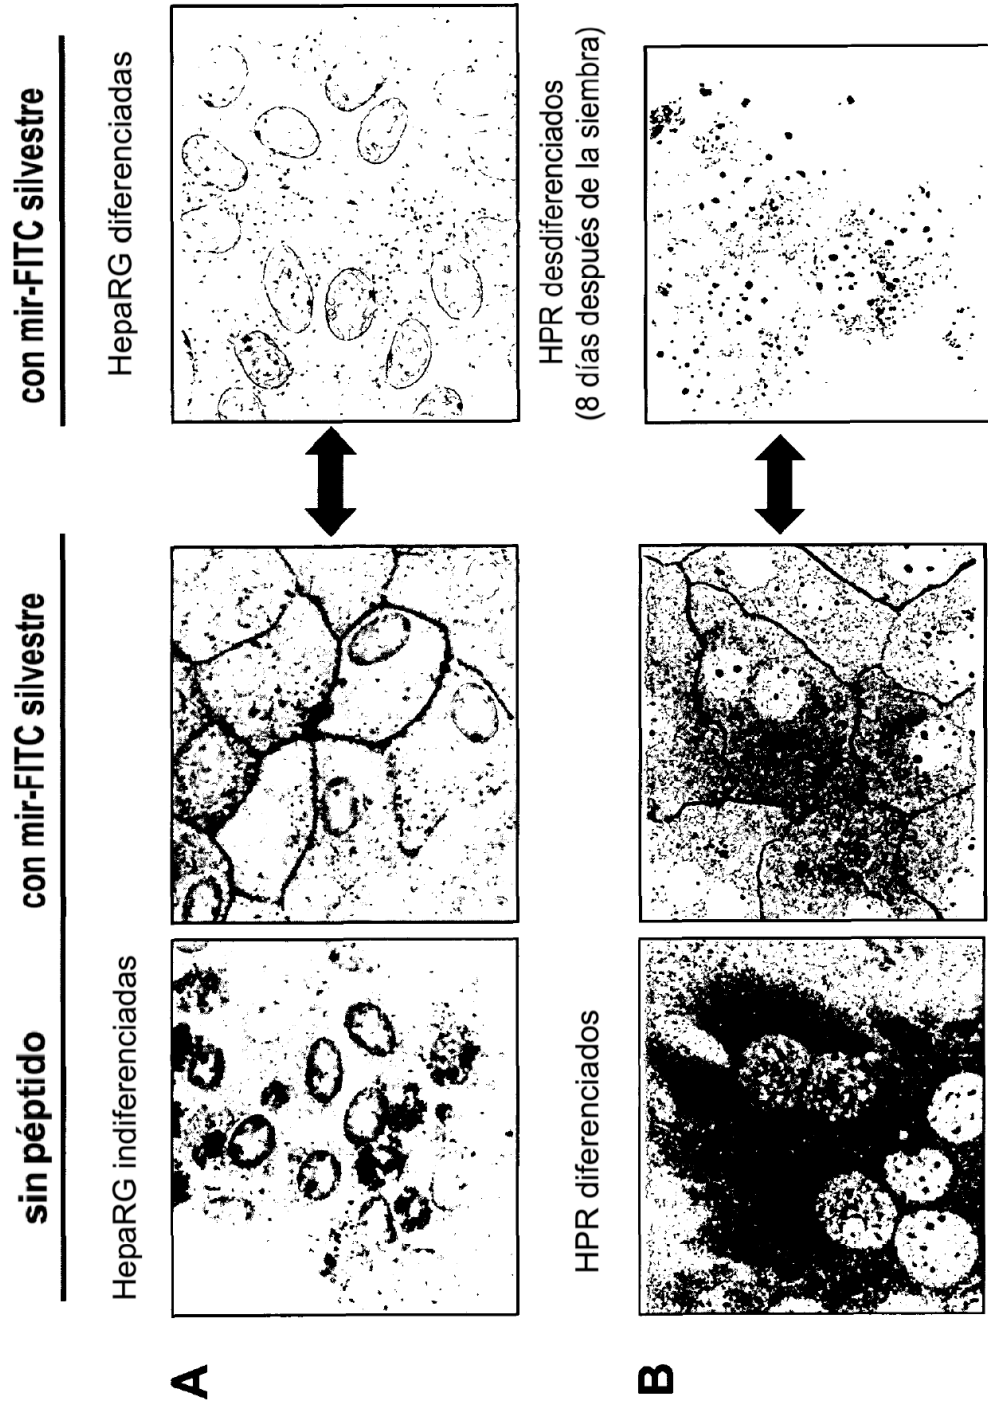 sin péptido
con mir-FITC silvestre
con mir-FITC silvestre
HepaRG indiferenciadas
HepaRG diferenciadas
A
HPR diferenciados
HPR desdiferenciados
(8 días después de la siembra)
B